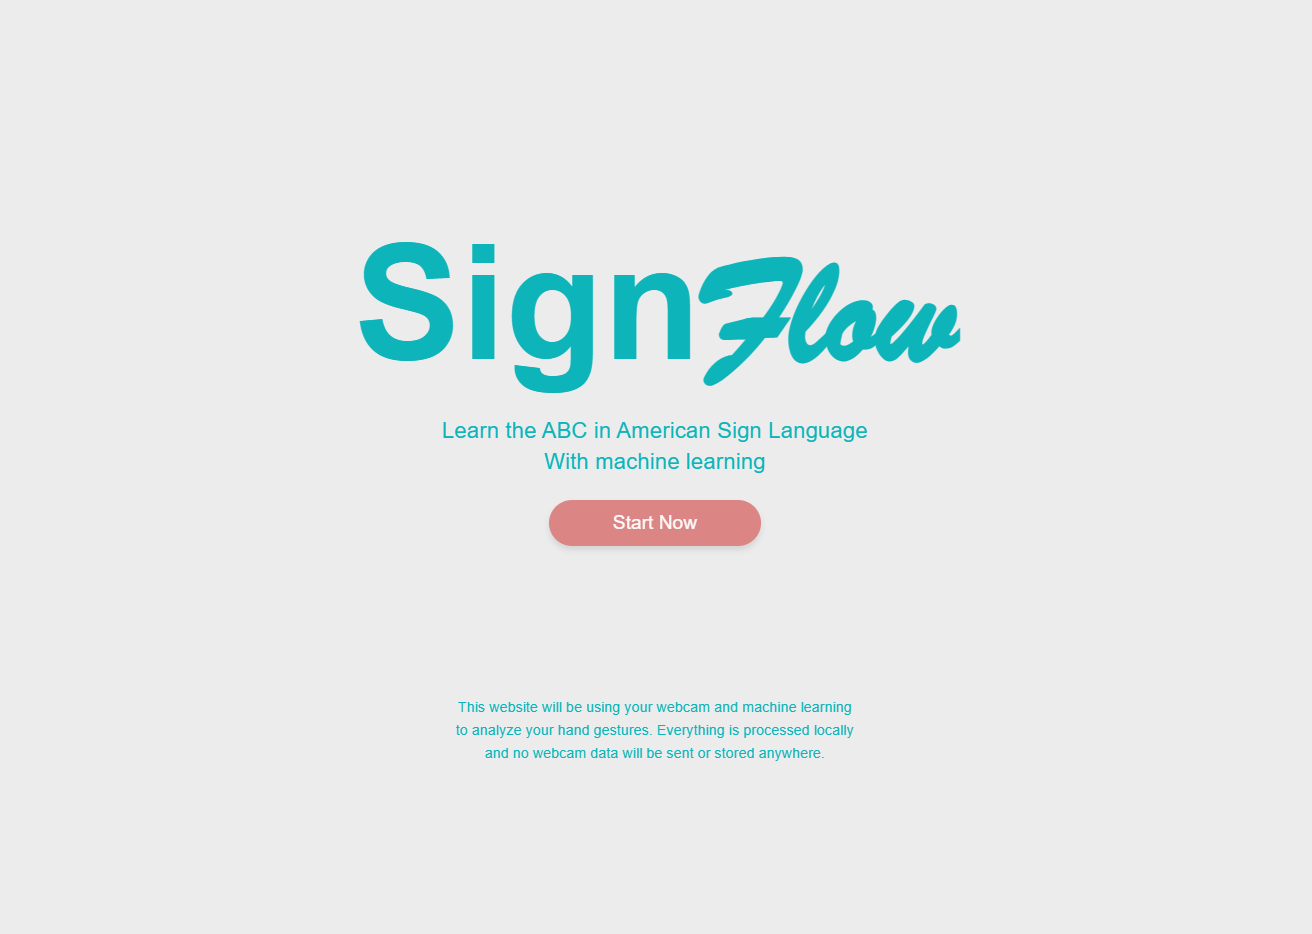 SignFlow
Learn the ABC in American Sign Language
With machine learning
Start Now
This website will be using your webcam and machine learning
to analyze your hand gestures. Everything is processed locally
and no webcam data will be sent or stored anywhere.